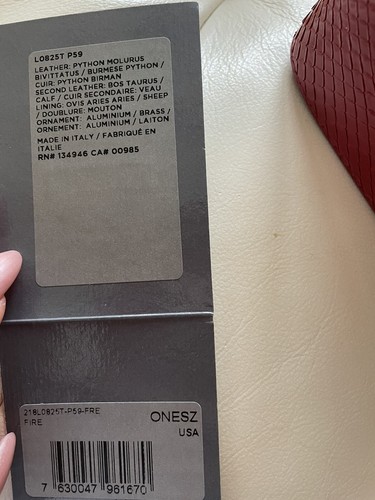 L0825T P59
LEATHER: PYTHON MOLURUS
BIVITTATUS / BURMESE PYTHON /
CUIR: PYTHON BIRMAN
SECOND LEATHER: BOS TAURUS /
CALF / CUIR SECONDAIRE: VEAU
LINING: OVIS ARIES ARIES / SHEEP
/ DOUBLURE: MOUTON
ORNAMENT: ALUMINIUM / BRASS /
ORNEMENT: ALUMINIUM / LAITON
MADE IN ITALY / FABRIQUÉ EN
ITALIE
RN# 134946 CA# 00985
218L0825T-P59-FRE
FIRE
ONESZ
USA
7 630047 961670